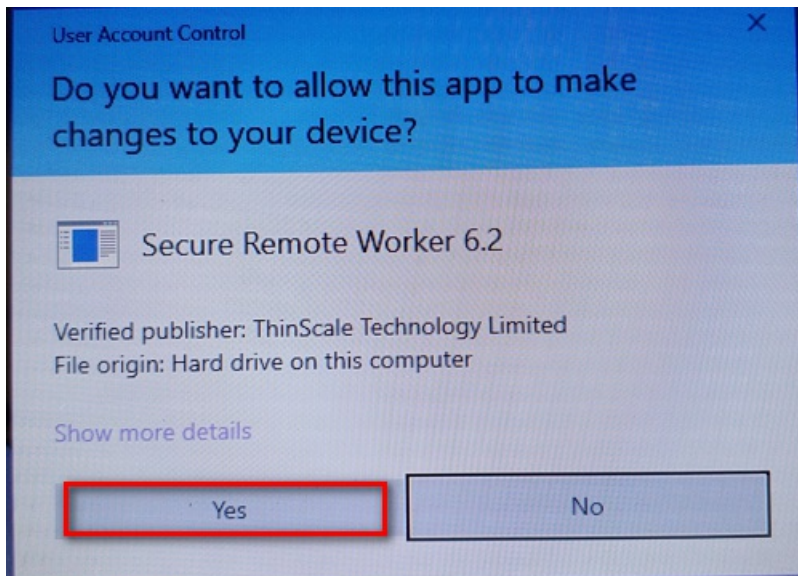 User Account Control
Do you want to allow this app to make
changes to your device?
Secure Remote Worker 6.2
Verified publisher: ThinScale Technology Limited
File origin: Hard drive on this computer
Show more details
Yes
No